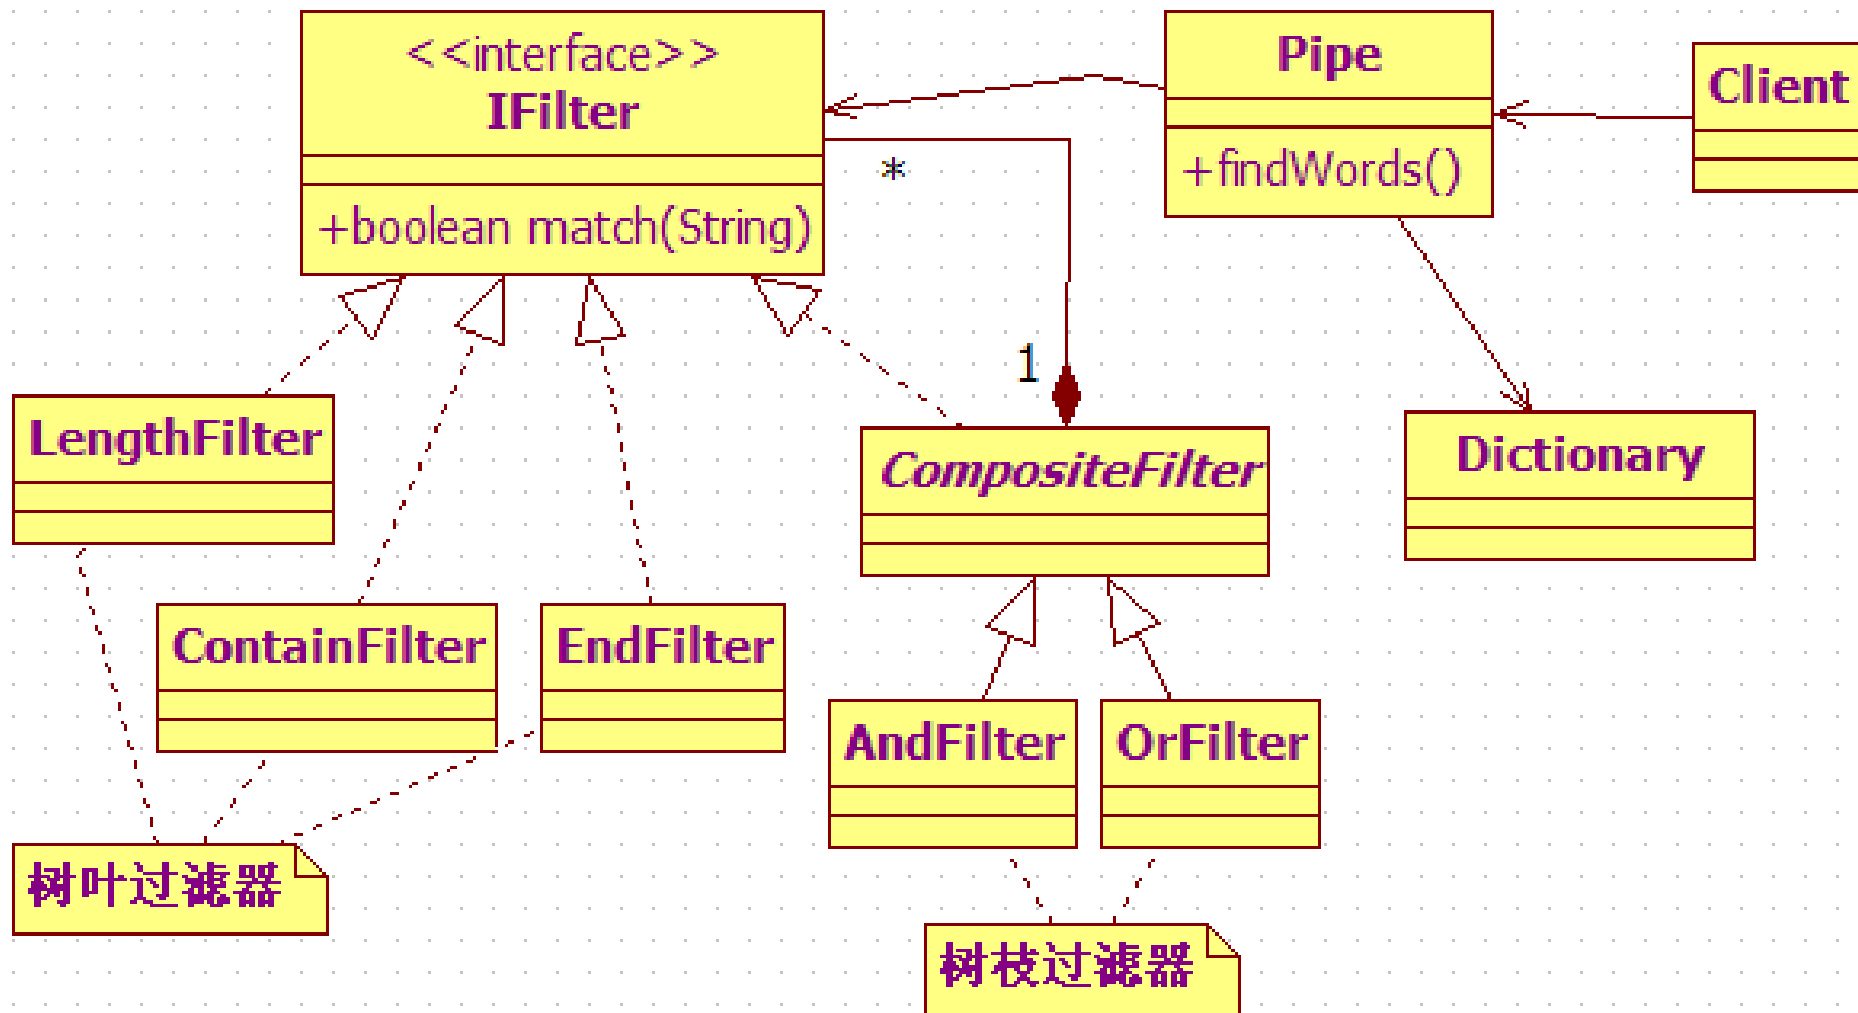 <<interface>>
IFilter
+boolean match(String)
Pipe
+findWords()
Client
*
1
LengthFilter
CompositeFilter
Dictionary
ContainFilter
EndFilter
AndFilter
OrFilter
树叶过滤器
树枝过滤器